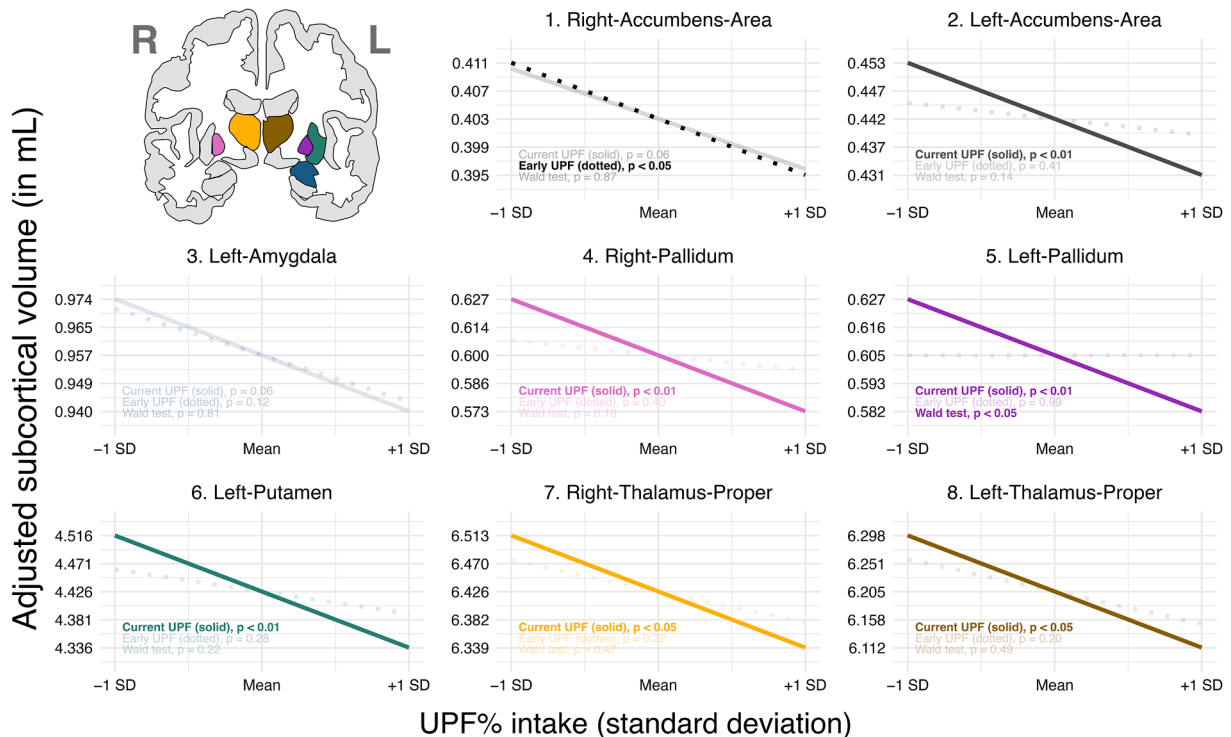 R
L
Adjusted subcortical volume (in mL)
1. Right-Accumbens-Area
0.411
0.407
0.403
0.399
0.395
Current UPF (solid), p = 0.06
Early UPF (dotted), p < 0.05
Wald test, p = 0.87
−1 SD
Mean
+1 SD
2. Left-Accumbens-Area
0.453
0.447
0.442
0.437
0.431
Current UPF (solid), p < 0.01
Early UPF (dotted), p = 0.41
Wald test, p = 0.14
−1 SD
Mean
+1 SD
3. Left-Amygdala
0.974
0.965
0.957
0.949
0.940
Current UPF (solid), p = 0.06
Early UPF (dotted), p = 0.12
Wald test, p = 0.81
−1 SD
Mean
+1 SD
4. Right-Pallidum
0.627
0.614
0.600
0.586
0.573
Current UPF (solid), p < 0.01
Early UPF (dotted), p = 0.40
Wald test, p = 0.10
−1 SD
Mean
+1 SD
5. Left-Pallidum
0.627
0.616
0.605
0.593
0.582
Current UPF (solid), p < 0.01
Early UPF (dotted), p = 0.99
Wald test, p < 0.05
−1 SD
Mean
+1 SD
6. Left-Putamen
4.516
4.471
4.426
4.381
4.336
Current UPF (solid), p < 0.01
Early UPF (dotted), p = 0.28
Wald test, p = 0.22
−1 SD
Mean
+1 SD
7. Right-Thalamus-Proper
6.513
6.470
6.426
6.382
6.339
Current UPF (solid), p < 0.05
Early UPF (dotted), p = 0.22
Wald test, p = 0.47
−1 SD
Mean
+1 SD
8. Left-Thalamus-Proper
6.298
6.251
6.205
6.158
6.112
Current UPF (solid), p < 0.05
Early UPF (dotted), p = 0.20
Wald test, p = 0.49
−1 SD
Mean
+1 SD
UPF% intake (standard deviation)